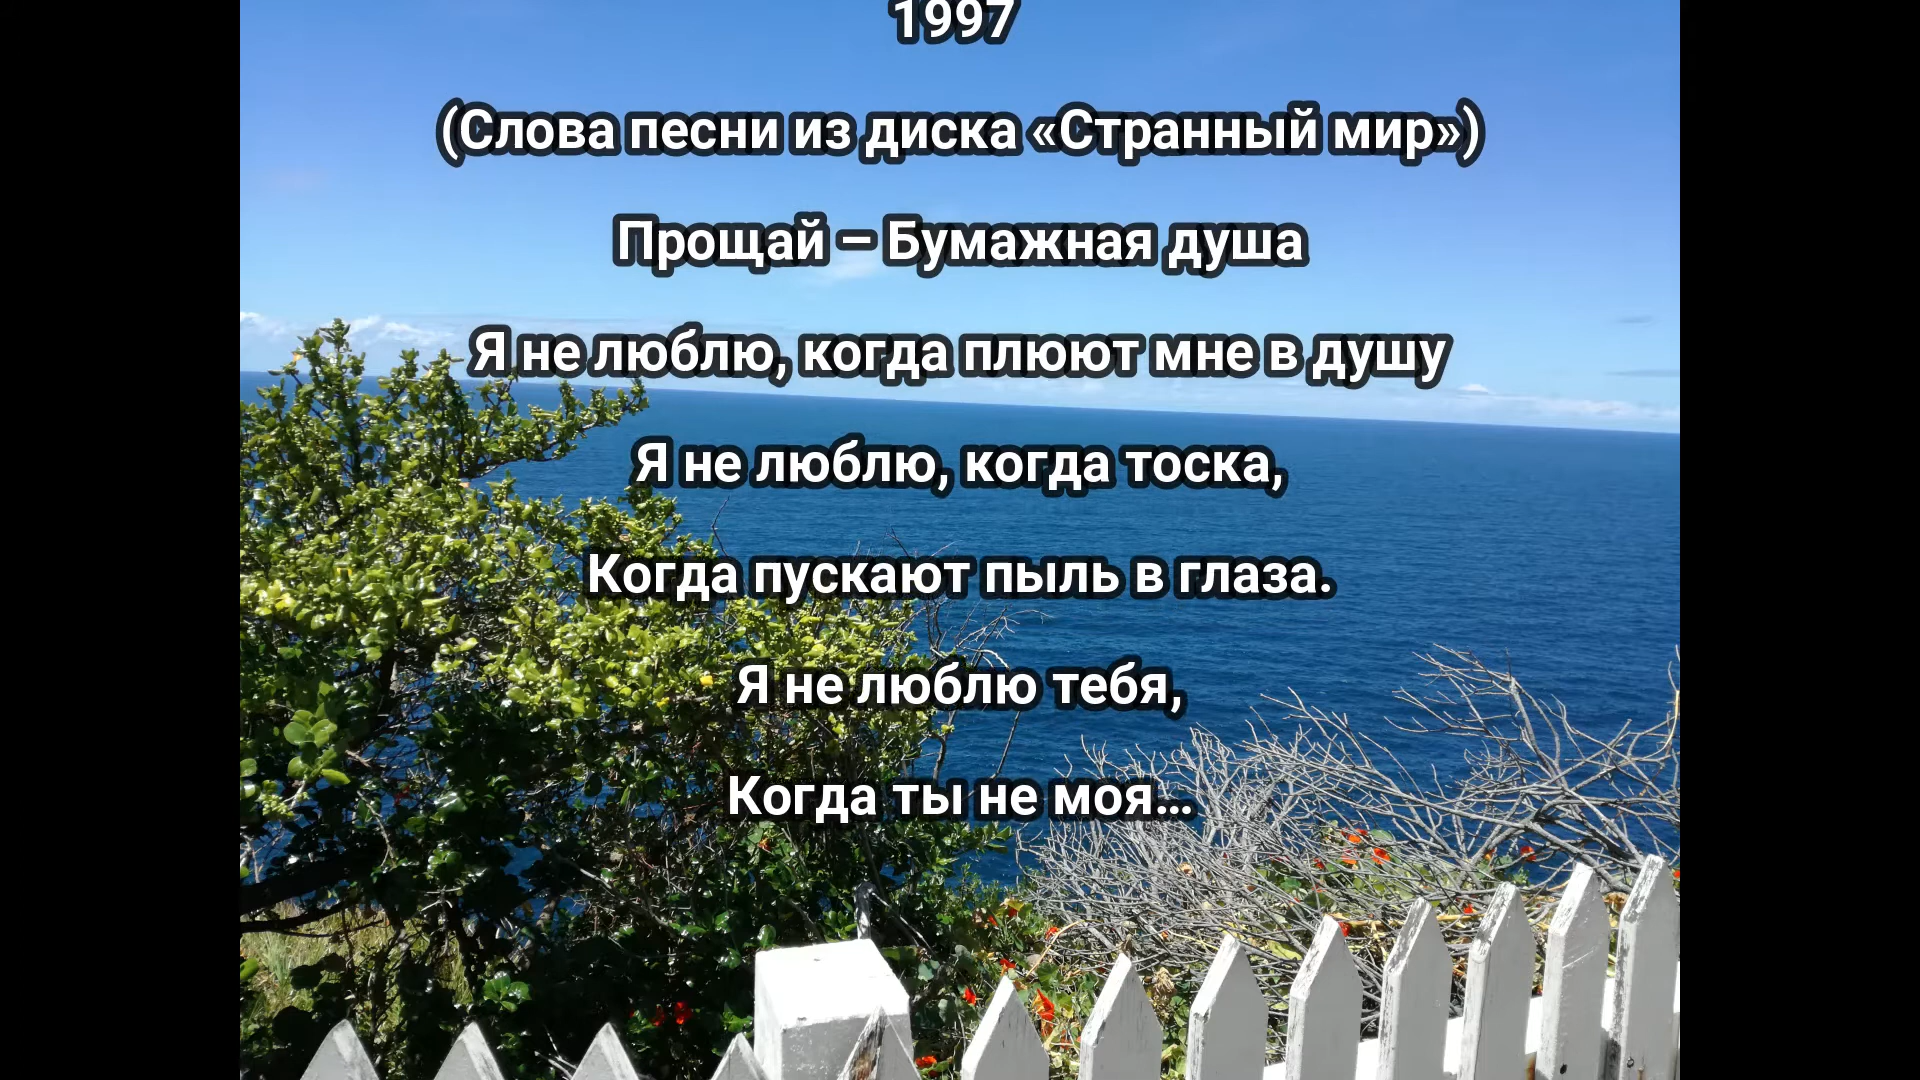 1997
(Слова песни из диска «Странный мир»)
Прощай – Бумажная душа
Я не люблю, когда плюют мне в душу
Я не люблю, когда тоска,
Когда пускают пыль в глаза.
Я не люблю тебя,
Когда ты не моя...